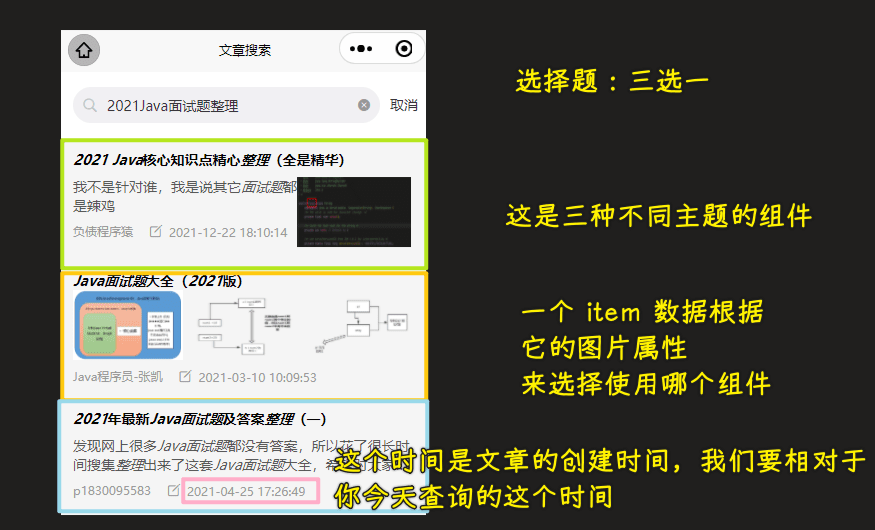 文章搜索
选择题：三选一
2021Java面试题整理
取消
2021 Java核心知识点精心整理（全是精华）
我不是针对谁，我是说其它面试题都
是辣鸡
负债程序猿 2021-12-22 18:10:14
这是三种不同主题的组件
Java面试题大全（2021版）
Java程序员-张凯 2021-03-10 10:09:53
一个 item 数据根据
它的图片属性
来选择使用哪个组件
2021年最新Java面试题及答案整理（一）
发现网上很多Java面试题都没有答案，所以花了很长时
间搜集整理出来了这套Java面试题大全，希
p1830095583 2021-04-25 17:26:49
这个时间是文章的创建时间，我们要相对于
你今天查询的这个时间